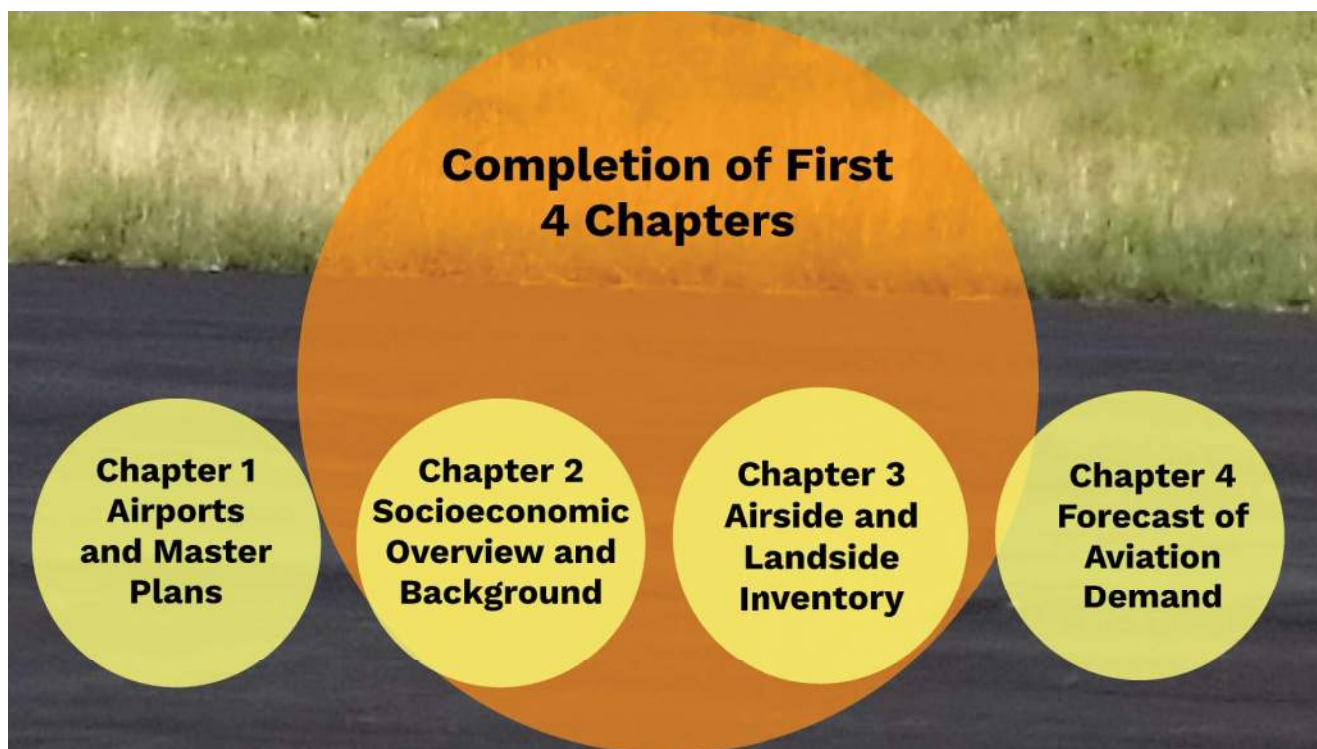 Completion of First
4 Chapters
Chapter 1
Airports
and Master
Plans
Chapter 2
Socioeconomic
Overview and
Background
Chapter 3
Airside and
Landside
Inventory
Chapter 4
Forecast of
Aviation
Demand